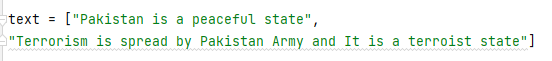 text = ["Pakistan is a peaceful state",
"Terrorism is spread by Pakistan Army and It is a terroist state"]